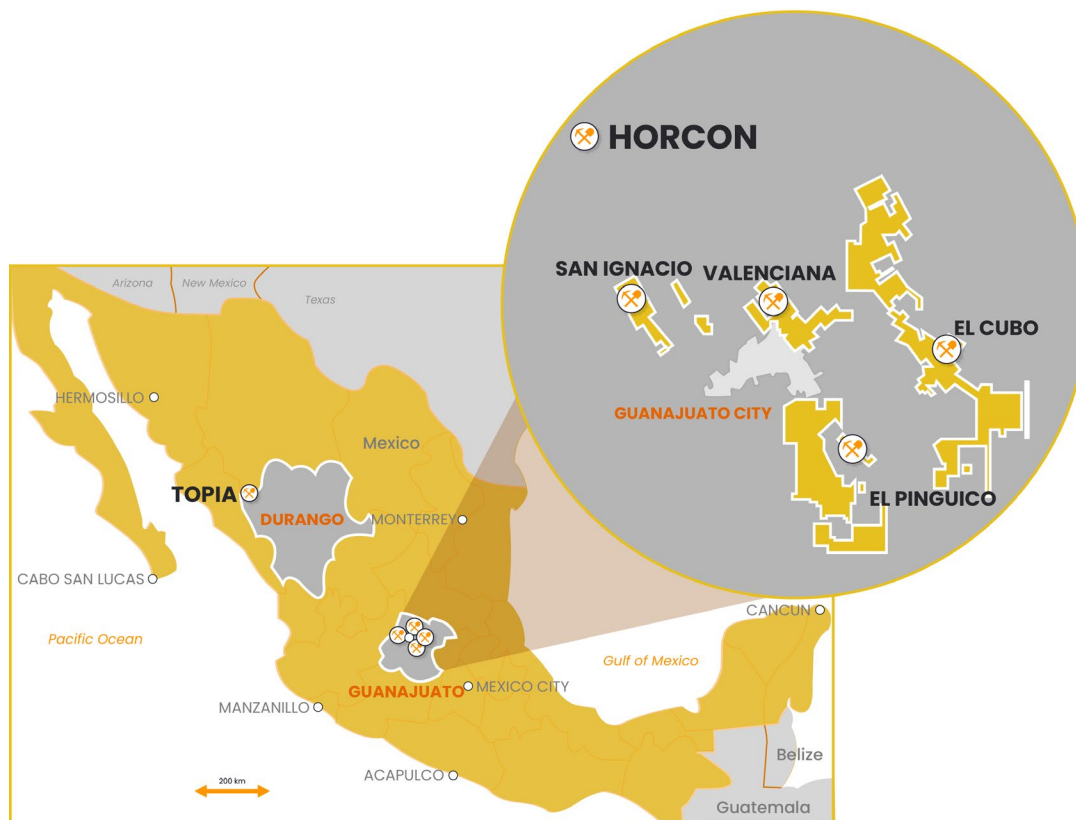 HORCON
SAN IGNACIO
VALENCIANA
EL CUBO
GUANAJUATO CITY
EL PINGUICO
Arizona
New Mexico
Texas
HERMOSILLO
Mexico
TOPIA
DURANGO
MONTERREY
CABO SAN LUCAS
CANCUN
Pacific Ocean
Gulf of Mexico
GUANAJUATO
MEXICO CITY
MANZANILLO
Belize
ACAPULCO
200 km
Guatemala